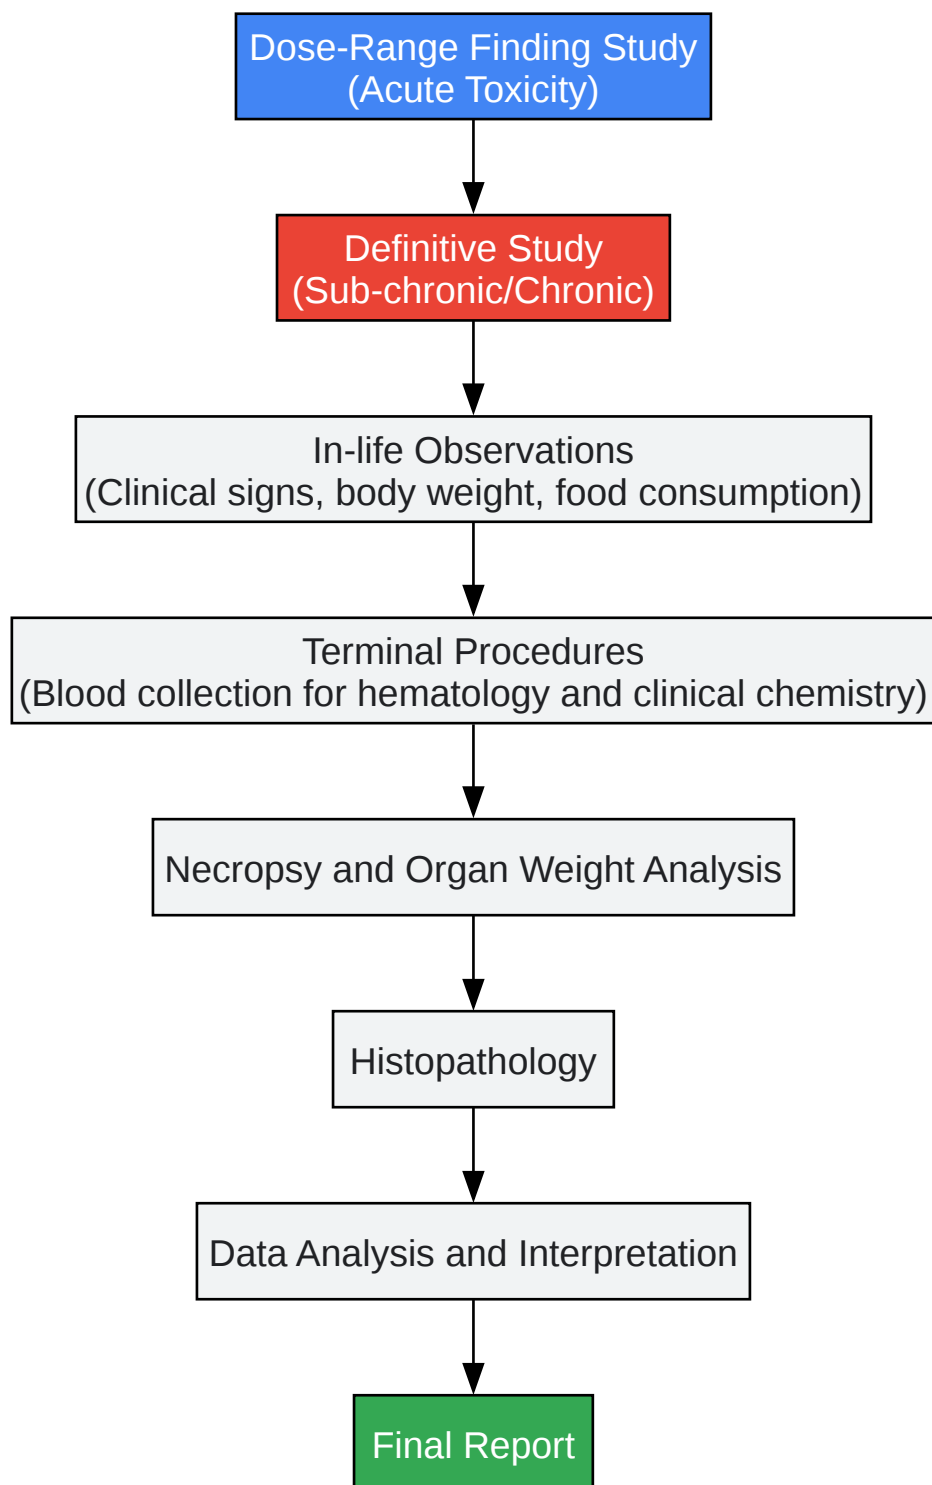 Dose-Range Finding Study
(Acute Toxicity)
Definitive Study
(Sub-chronic/Chronic)
In-life Observations
(Clinical signs, body weight, food consumption)
Terminal Procedures
(Blood collection for hematology and clinical chemistry)
Necropsy and Organ Weight Analysis
Histopathology
Data Analysis and Interpretation
Final Report